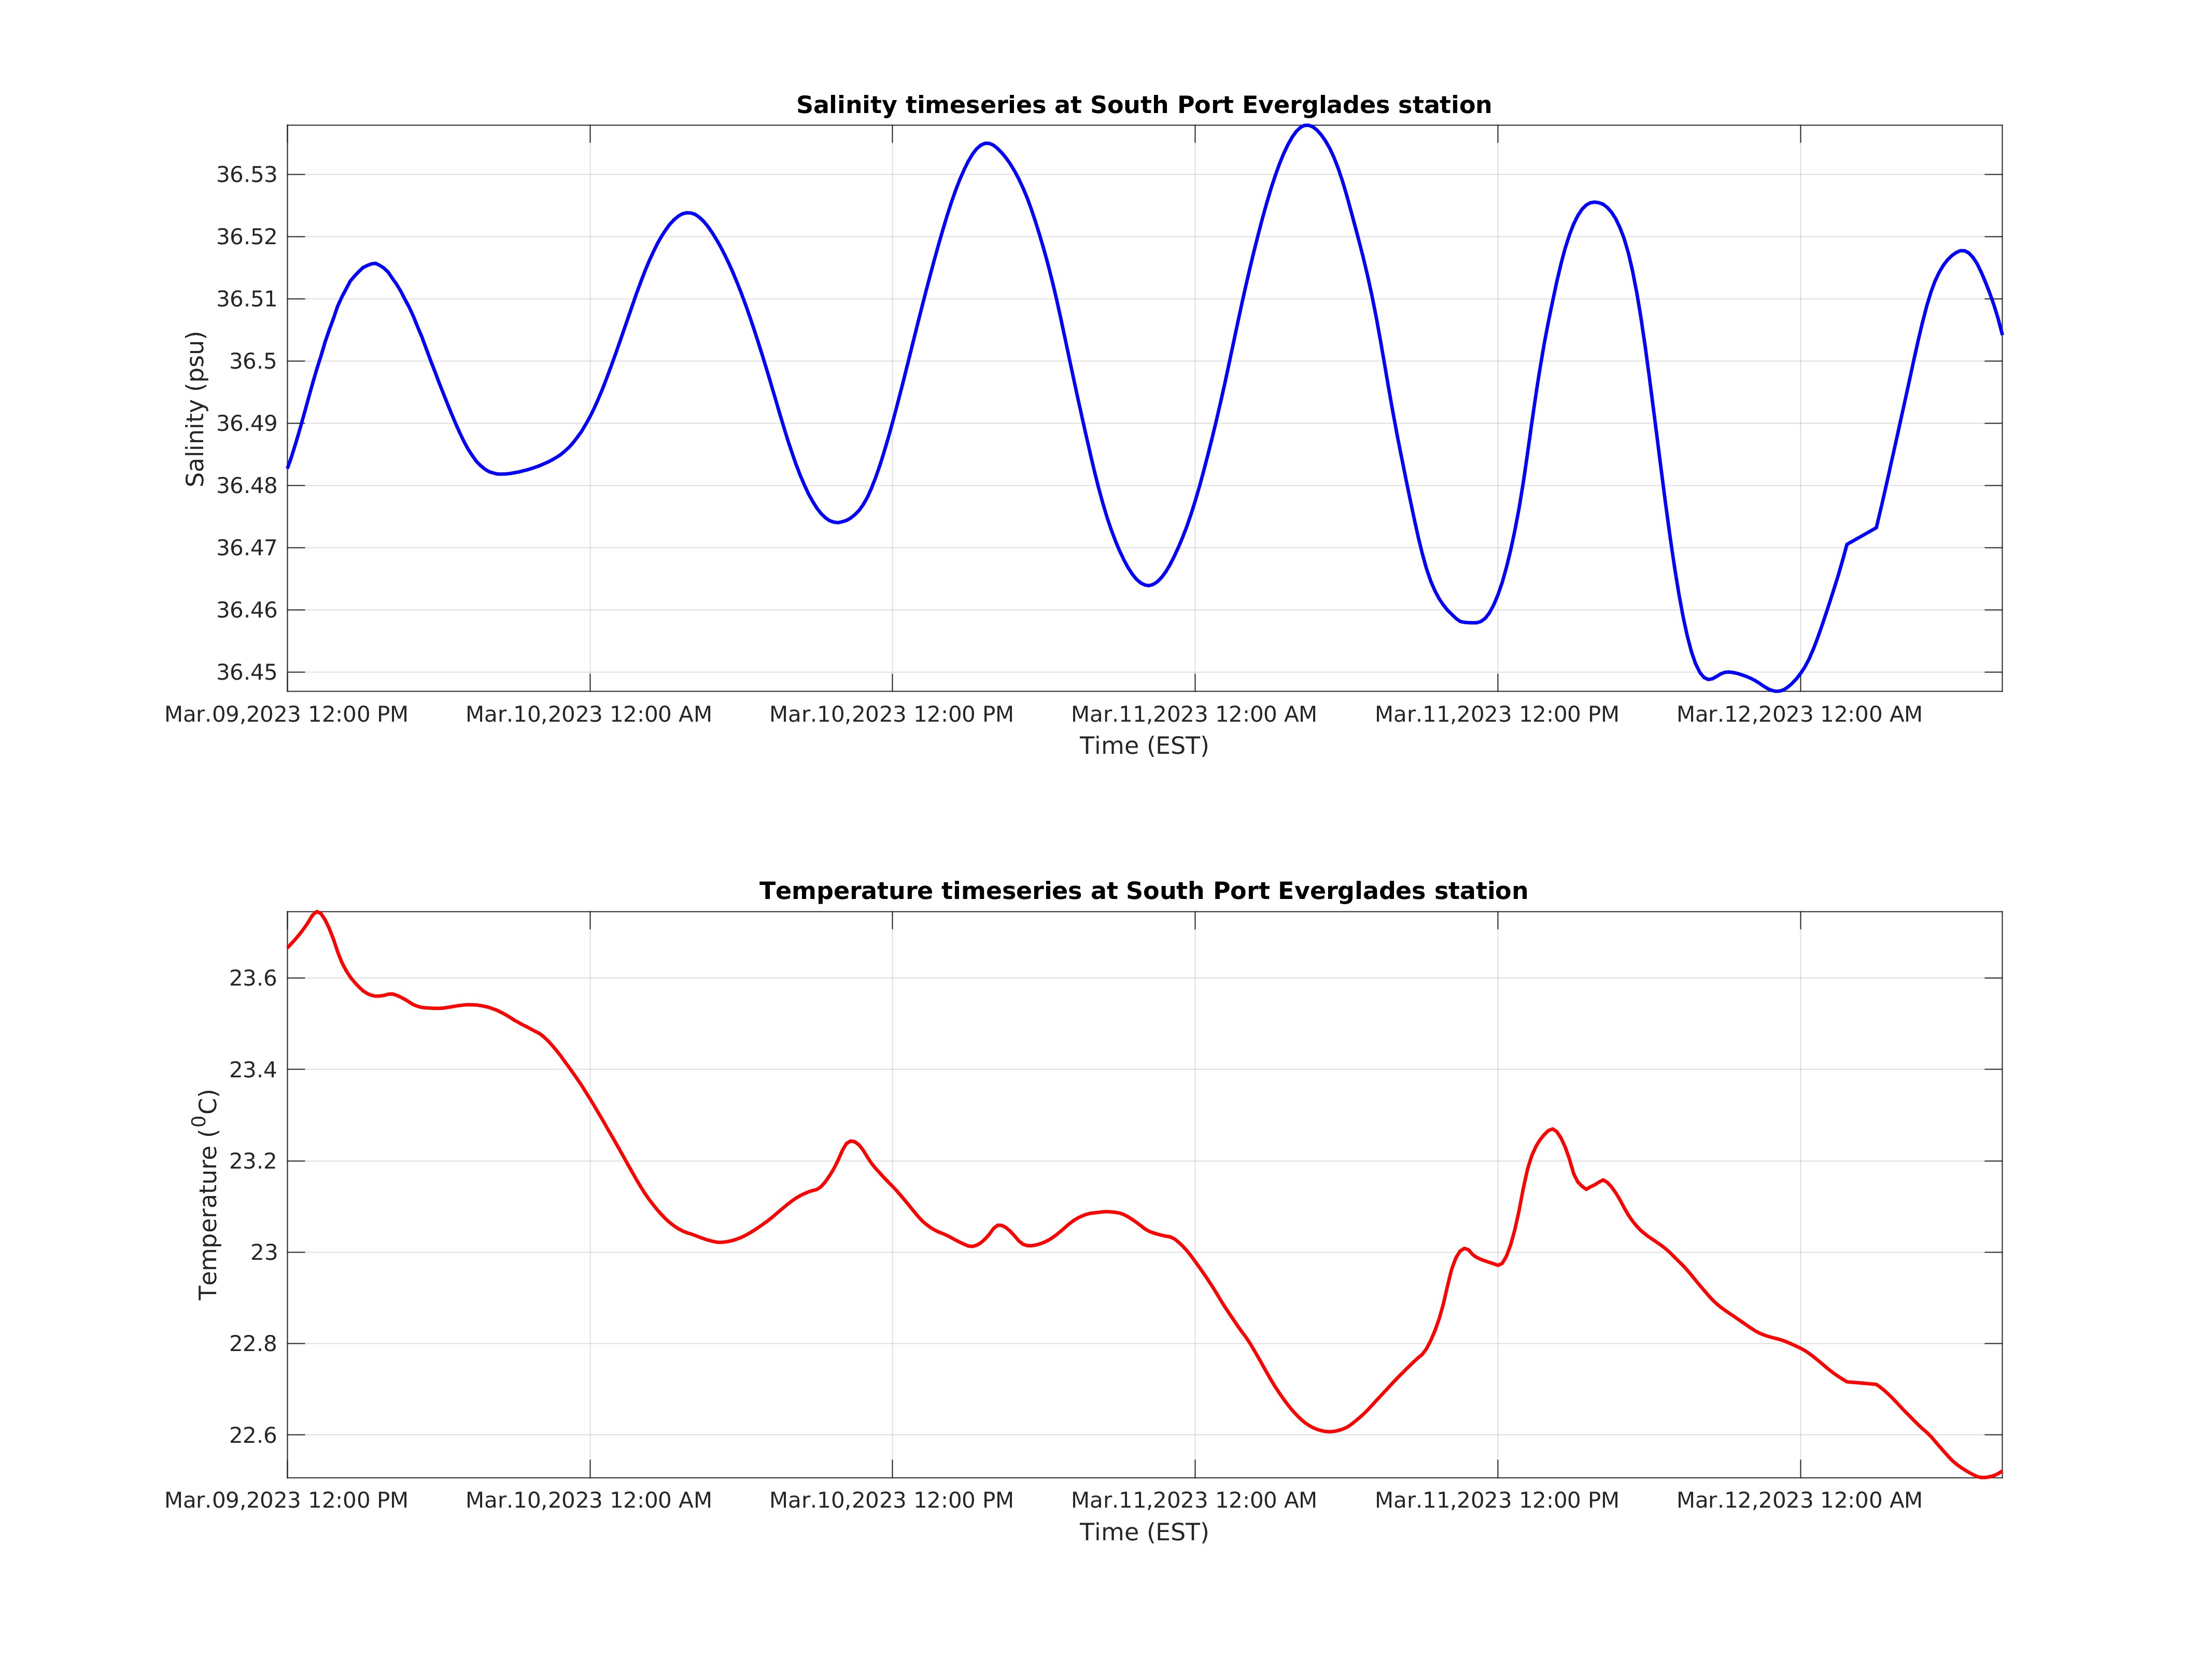 Salinity timeseries at South Port Everglades station
36.53
36.52
36.51
36.5
36.49
36.48
36.47
36.46
36.45
Salinity (psu)
Mar.09,2023 12:00 PM Mar.10,2023 12:00 AM Mar.10,2023 12:00 PM Mar.11,2023 12:00 AM Mar.11,2023 12:00 PM Mar.12,2023 12:00 AM
Time (EST)
Temperature timeseries at South Port Everglades station
23.6
23.4
23.2
23
22.8
22.6
Temperature (⁰C)
Mar.09,2023 12:00 PM Mar.10,2023 12:00 AM Mar.10,2023 12:00 PM Mar.11,2023 12:00 AM Mar.11,2023 12:00 PM Mar.12,2023 12:00 AM
Time (EST)